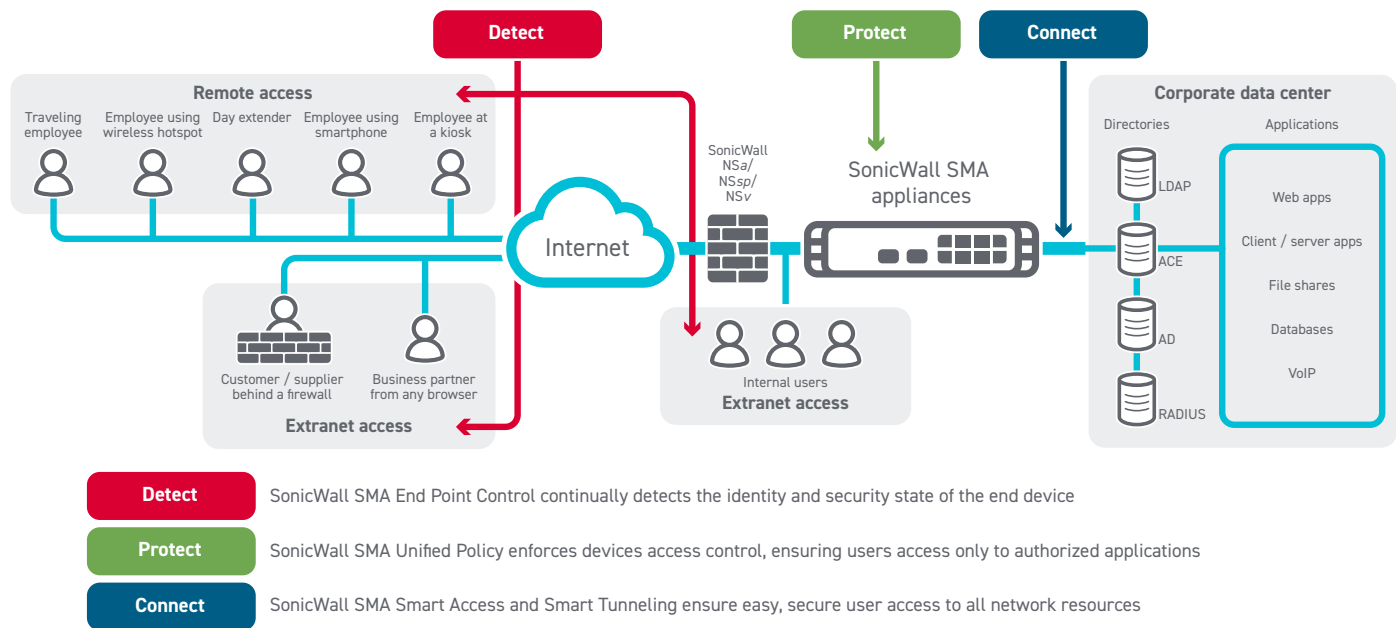 Detect
Protect
Connect
Remote access
Traveling
employee
Employee using
wireless hotspot
Day extender
Employee using
smartphone
Employee at
a kiosk
Internet
SonicWall
NSa/
NSsp/
NSv
SonicWall SMA
appliances
Corporate data center
Directories
Applications
LDAP
ACE
AD
RADIUS
Web apps
Client / server apps
File shares
Databases
VoIP
Customer / supplier
behind a firewall
Business partner
from any browser
Extranet access
Internal users
Extranet access
Detect
SonicWall SMA End Point Control continually detects the identity and security state of the end device
Protect
SonicWall SMA Unified Policy enforces devices access control, ensuring users access only to authorized applications
Connect
SonicWall SMA Smart Access and Smart Tunneling ensure easy, secure user access to all network resources